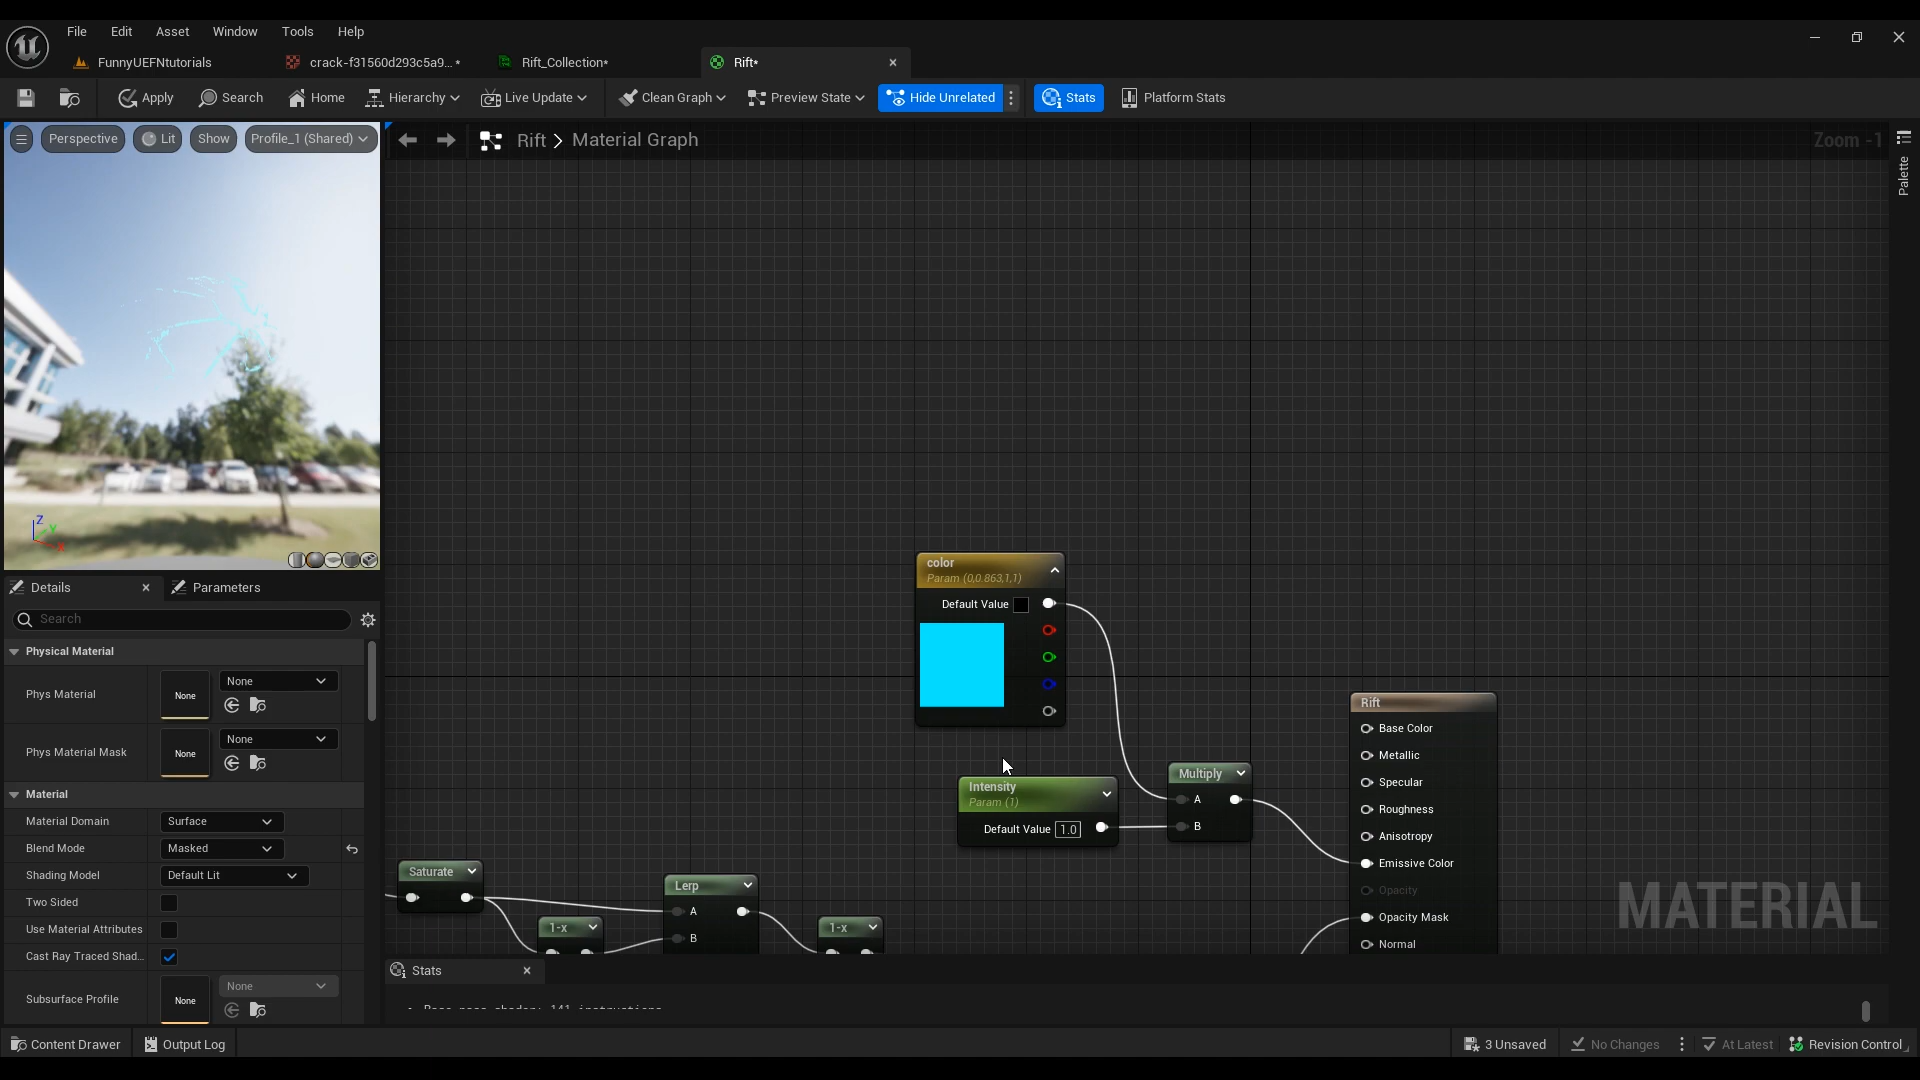 File Edit Asset Window Tools Help
FunnyUEFNtutorials crack-f31560d293c5a9... * Rift_Collection* Rift*
Apply Search Home Hierarchy Live Update Clean Graph Preview State Hide Unrelated Stats Platform Stats
Perspective Lit Show Profile_1 (Shared)
Rift > Material Graph
Zoom -1
Palette
color
Param (0,0.863,1,1)
Default Value
Intensity
Param (1)
Default Value 1.0
Multiply
A
B
Rift
Base Color
Metallic
Specular
Roughness
Anisotropy
Emissive Color
Opacity
Opacity Mask
Normal
Saturate
Lerp
A
B
1-x
1-x
MATERIAL
Z
Y
X
Details Parameters
Search
Physical Material
Phys Material None None
Phys Material Mask None None
Material
Material Domain Surface
Blend Mode Masked
Shading Model Default Lit
Two Sided
Use Material Attributes
Cast Ray Traced Shad...
Subsurface Profile None None
Stats
Base pass shader: 141 instructions
Content Drawer Output Log 3 Unsaved No Changes At Latest Revision Control